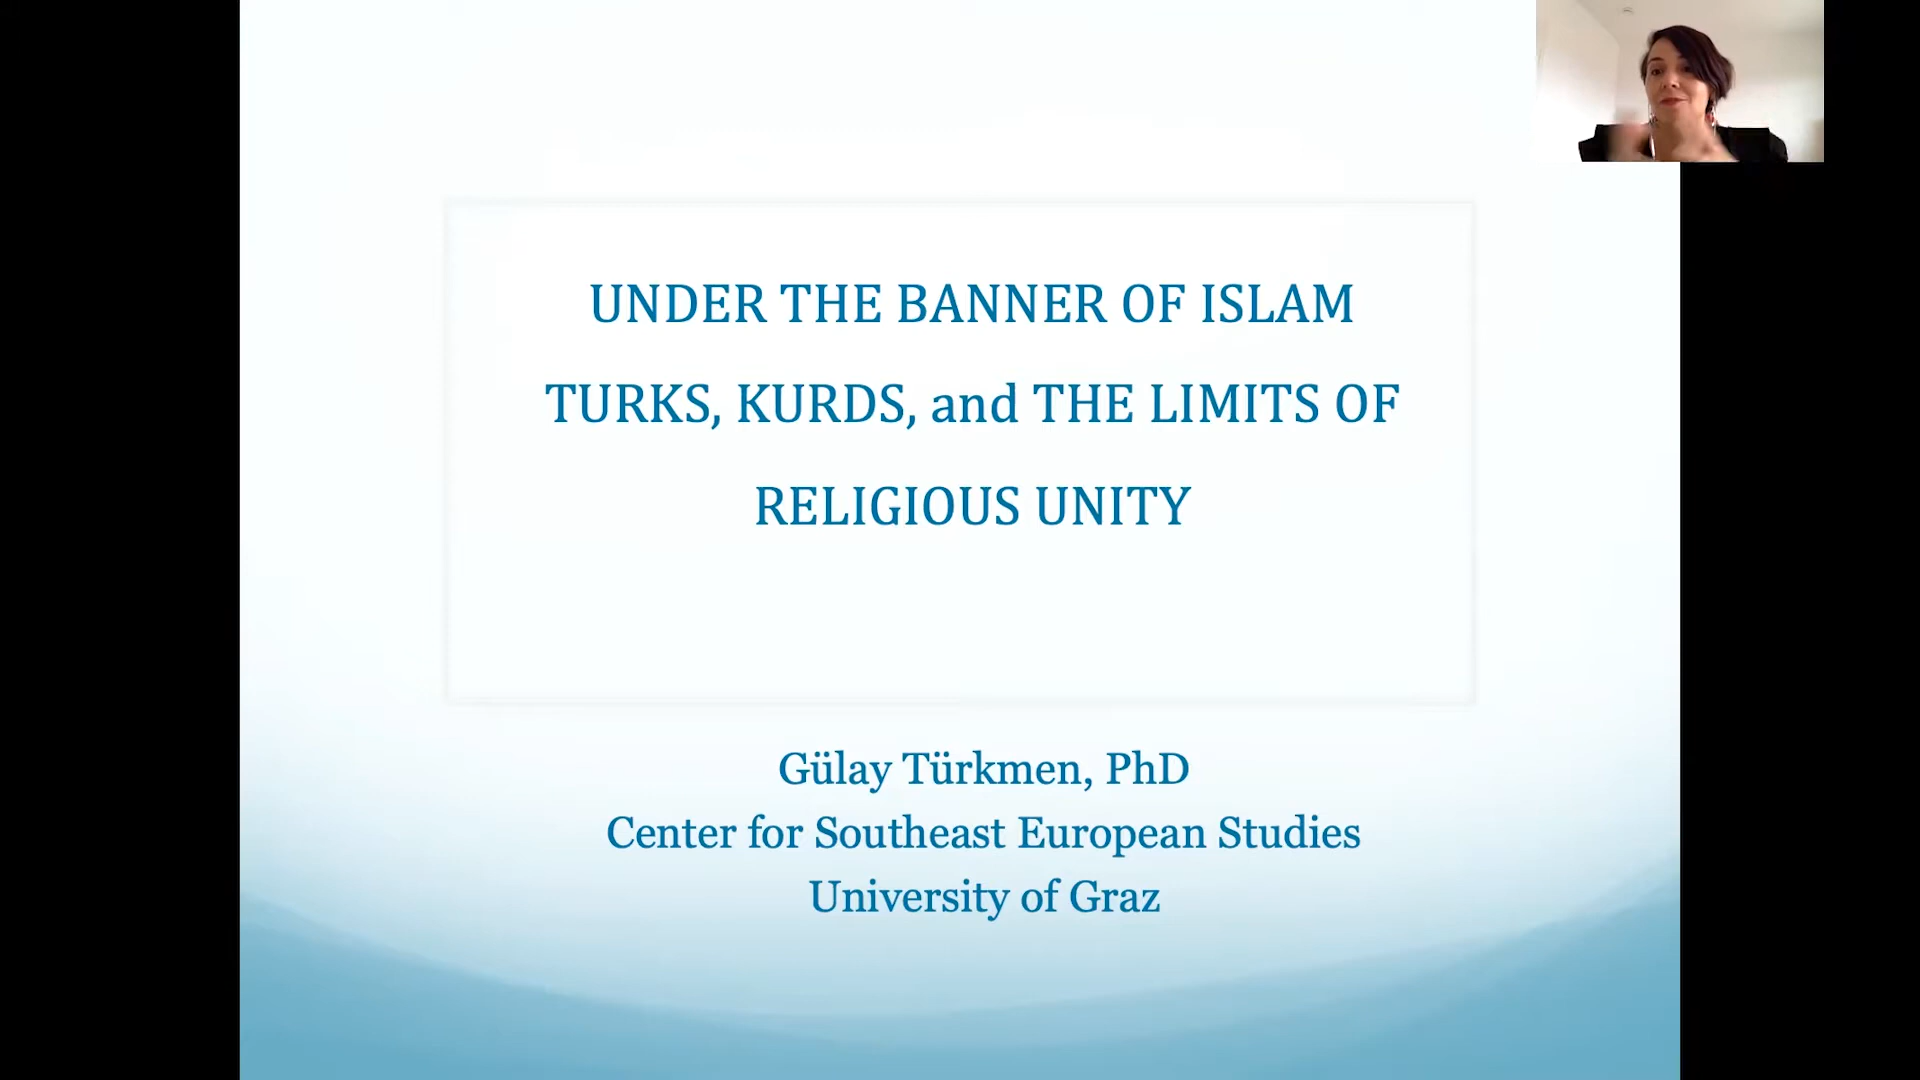 UNDER THE BANNER OF ISLAM
TURKS, KURDS, and THE LIMITS OF
RELIGIOUS UNITY
Gülay Türkmen, PhD
Center for Southeast European Studies
University of Graz